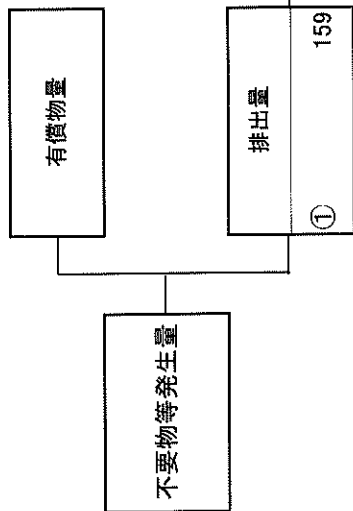 不要物等発生量
有償物量
排出量
① 159